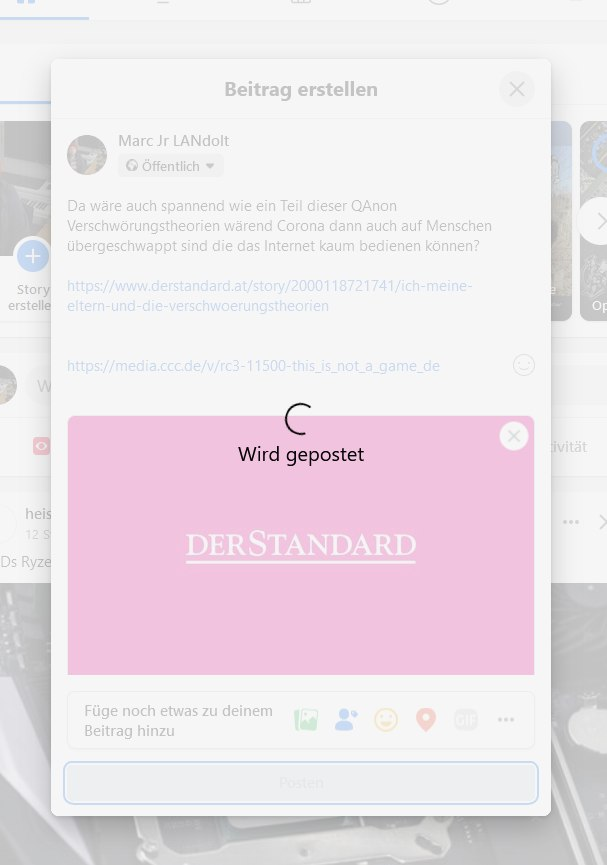 Beitrag erstellen
Marc Jr LANdolt
Öffentlich
Da wäre auch spannend wie ein Teil dieser QAnon
Verschwörungstheorien wärend Corona dann auch auf Menschen
übergeschwappt sind die das Internet kaum bedienen können?
https://www.derstandard.at/story/2000118721741/ich-meine-
eltern-und-die-verschwoerungstheorien
https://media.ccc.de/v/rc3-11500-this_is_not_a_game_de
Wird gepostet
DERSTANDARD
Füge noch etwas zu deinem
Beitrag hinzu
GIF
Posten
Story
erstelle
W
ivität
heis
12 S
Ds Ryze
e
Op